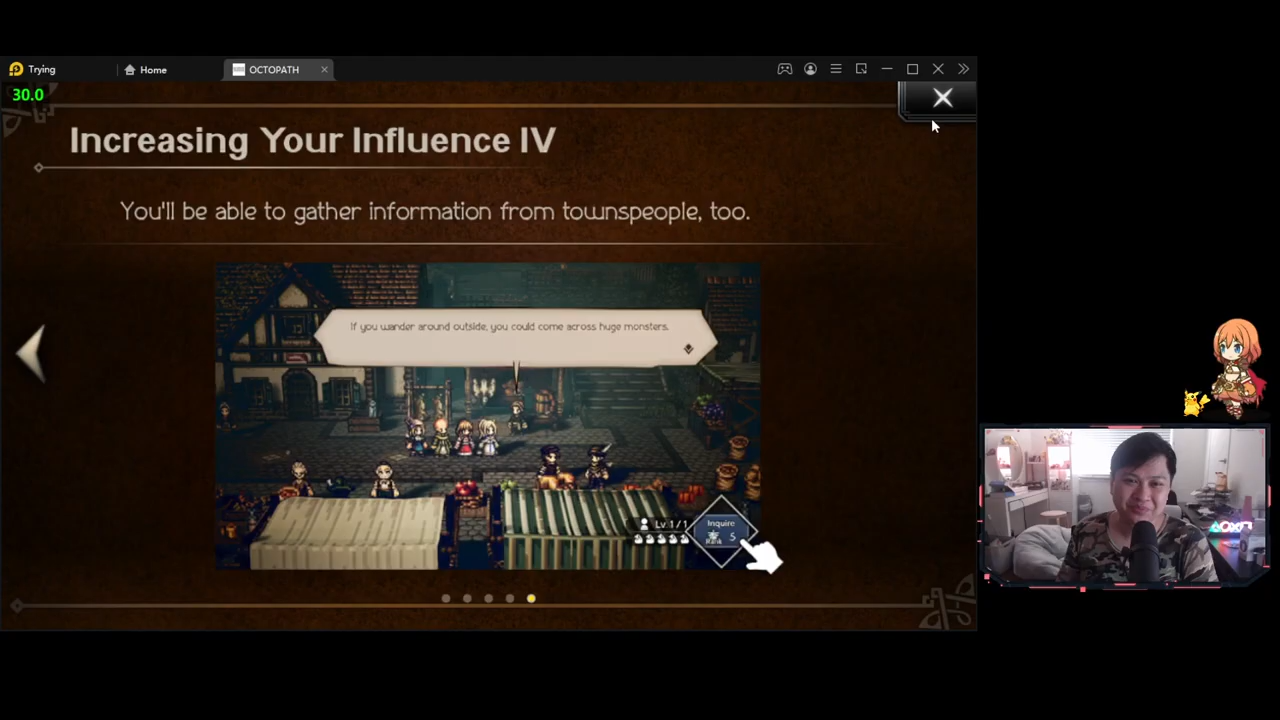 Trying
Home
OCTOPATH
30.0
Increasing Your Influence IV
You'll be able to gather information from townspeople, too.
If you wander around outside, you could come across huge monsters.
Lv. 1/1
Inquire
Rank 5